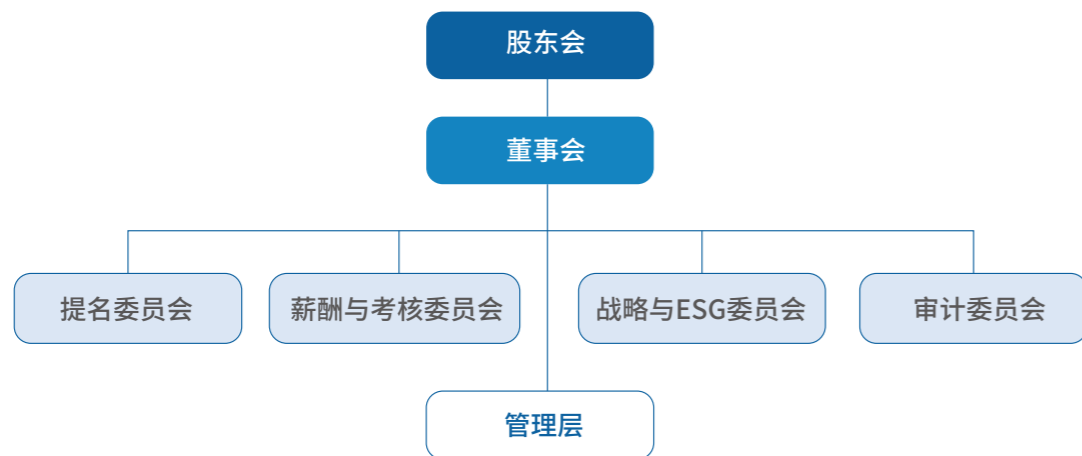 股东会
董事会
提名委员会
薪酬与考核委员会
战略与ESG委员会
审计委员会
管理层